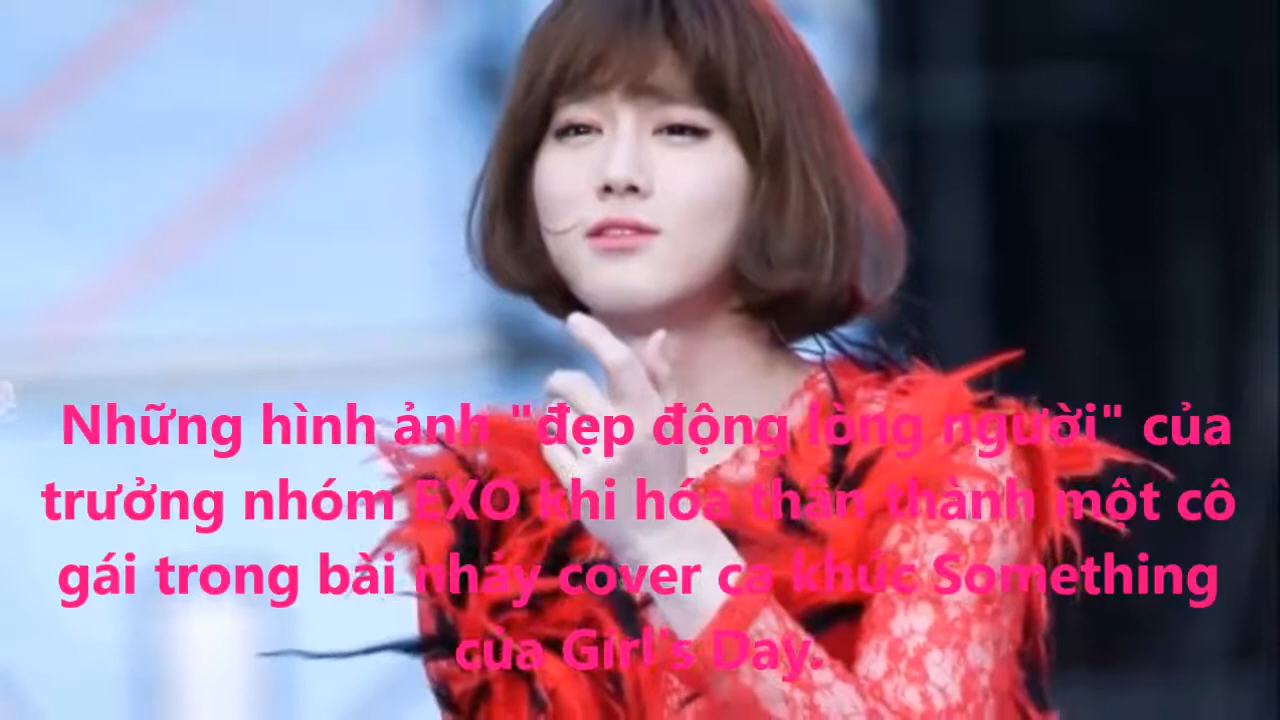 Những hình ảnh "đẹp động lòng người" của
trưởng nhóm EXO khi hóa thân thành một cô
gái trong bài nhảy cover ca khúc Something
của Girl's Day.